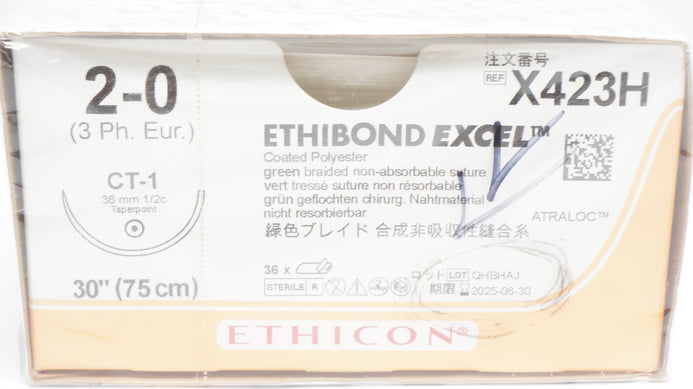 2-0
(3 Ph. Eur.)
CT-1
36 mm 1/2c
Taperpoint
30" (75 cm)
注文番号
REF X423H
ETHIBOND EXCEL™
Coated Polyester
green braided non-absorbable suture
vert tressé suture non résorbable
grün geflochten chirurg. Nahtmaterial
nicht resorbierbar
緑色ブレイド 合成非吸収性縫合糸
ATRALOC™
36 x
STERILE R
ロット LOT QHBHAJ
期限 2025-06-30
ETHICON®